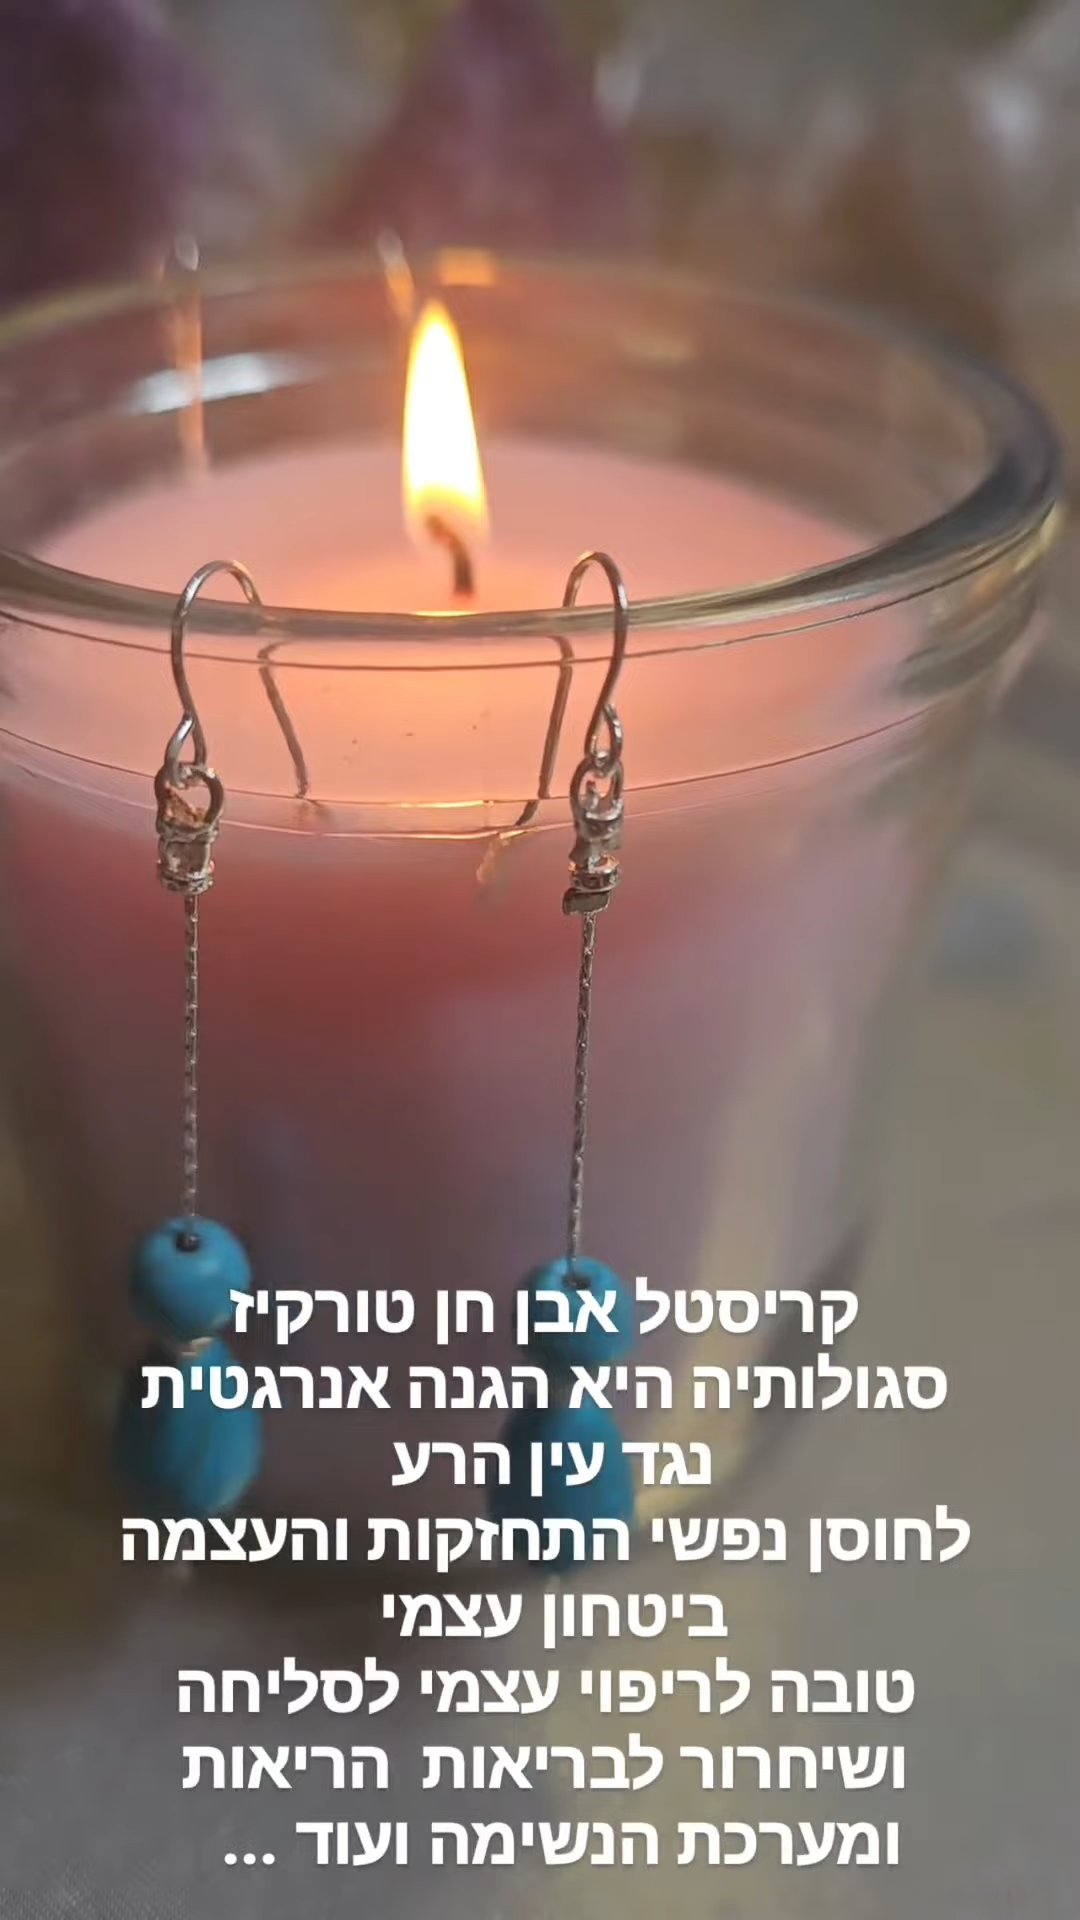 קריסטל אבן חן טורקיז
סגולותיה היא הגנה אנרגטית
נגד עין הרע
לחוסן נפשי התחזקות והעצמה
ביטחון עצמי
טובה לריפוי עצמי לסליחה
ושיחרור לבריאות  הריאות
ומערכת הנשימה ועוד ...